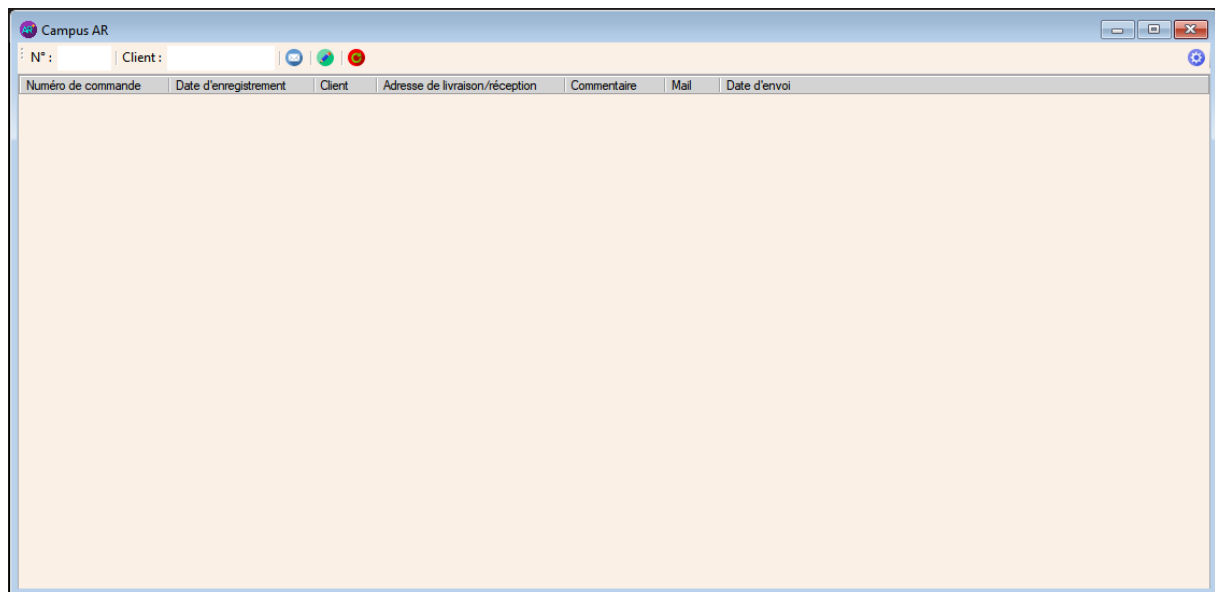 Campus AR
N° : Client :
Numéro de commande Date d'enregistrement Client Adresse de livraison/réception Commentaire Mail Date d'envoi